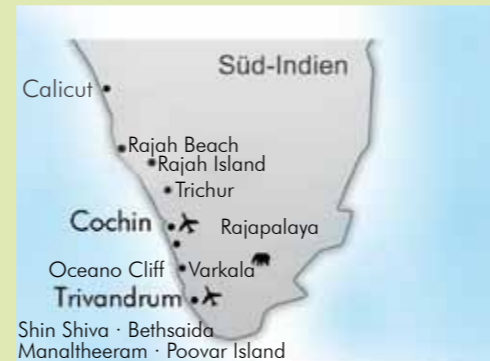 Süd-Indien
Calicut
Rajah Beach
Rajah Island
Trichur
Cochin
Rajapalaya
Oceano Cliff
Varkala
Trivandrum
Shin Shiva · Bethsaida
Manaltheeram · Poovar Island